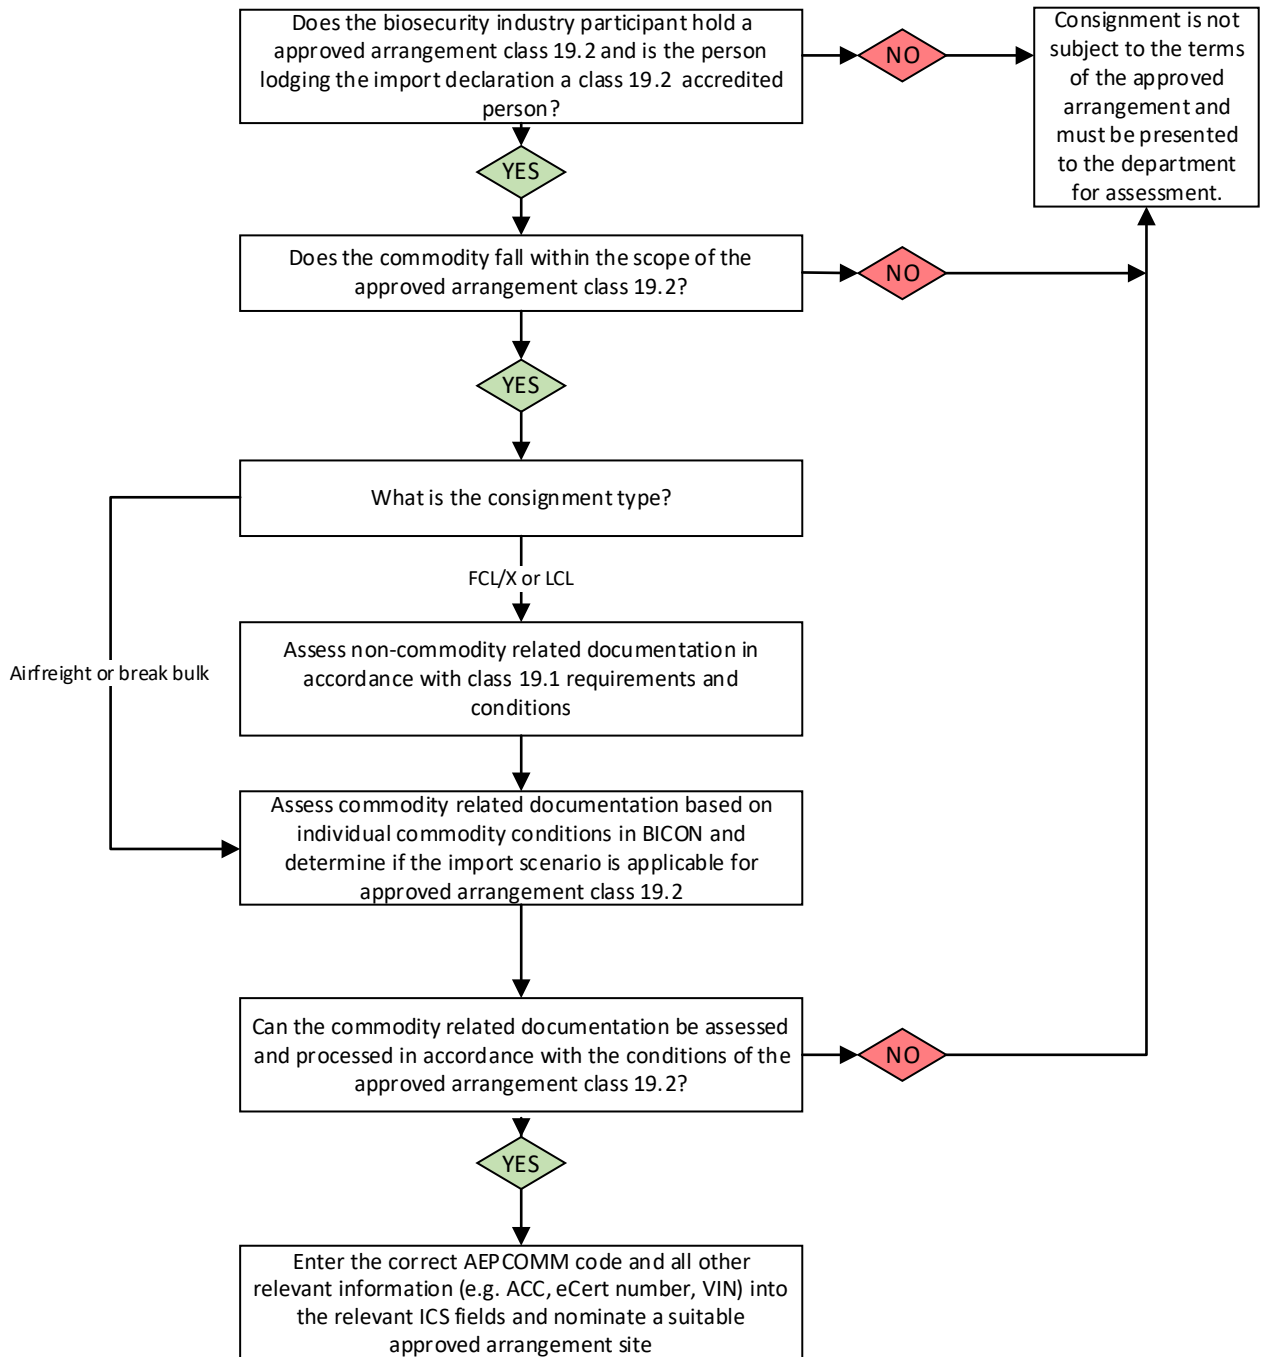 Does the biosecurity industry participant hold a
approved arrangement class 19.2 and is the person
lodging the import declaration a class 19.2 accredited
person?
NO
Consignment is not
subject to the terms
of the approved
arrangement and
must be presented
to the department
for assessment.
YES
Does the commodity fall within the scope of the
approved arrangement class 19.2?
NO
YES
What is the consignment type?
FCL/X or LCL
Airfreight or break bulk
Assess non-commodity related documentation in
accordance with class 19.1 requirements and
conditions
Assess commodity related documentation based on
individual commodity conditions in BICON and
determine if the import scenario is applicable for
approved arrangement class 19.2
Can the commodity related documentation be assessed
and processed in accordance with the conditions of the
approved arrangement class 19.2?
NO
YES
Enter the correct AEPCOMM code and all other
relevant information (e.g. ACC, eCert number, VIN) into
the relevant ICS fields and nominate a suitable
approved arrangement site